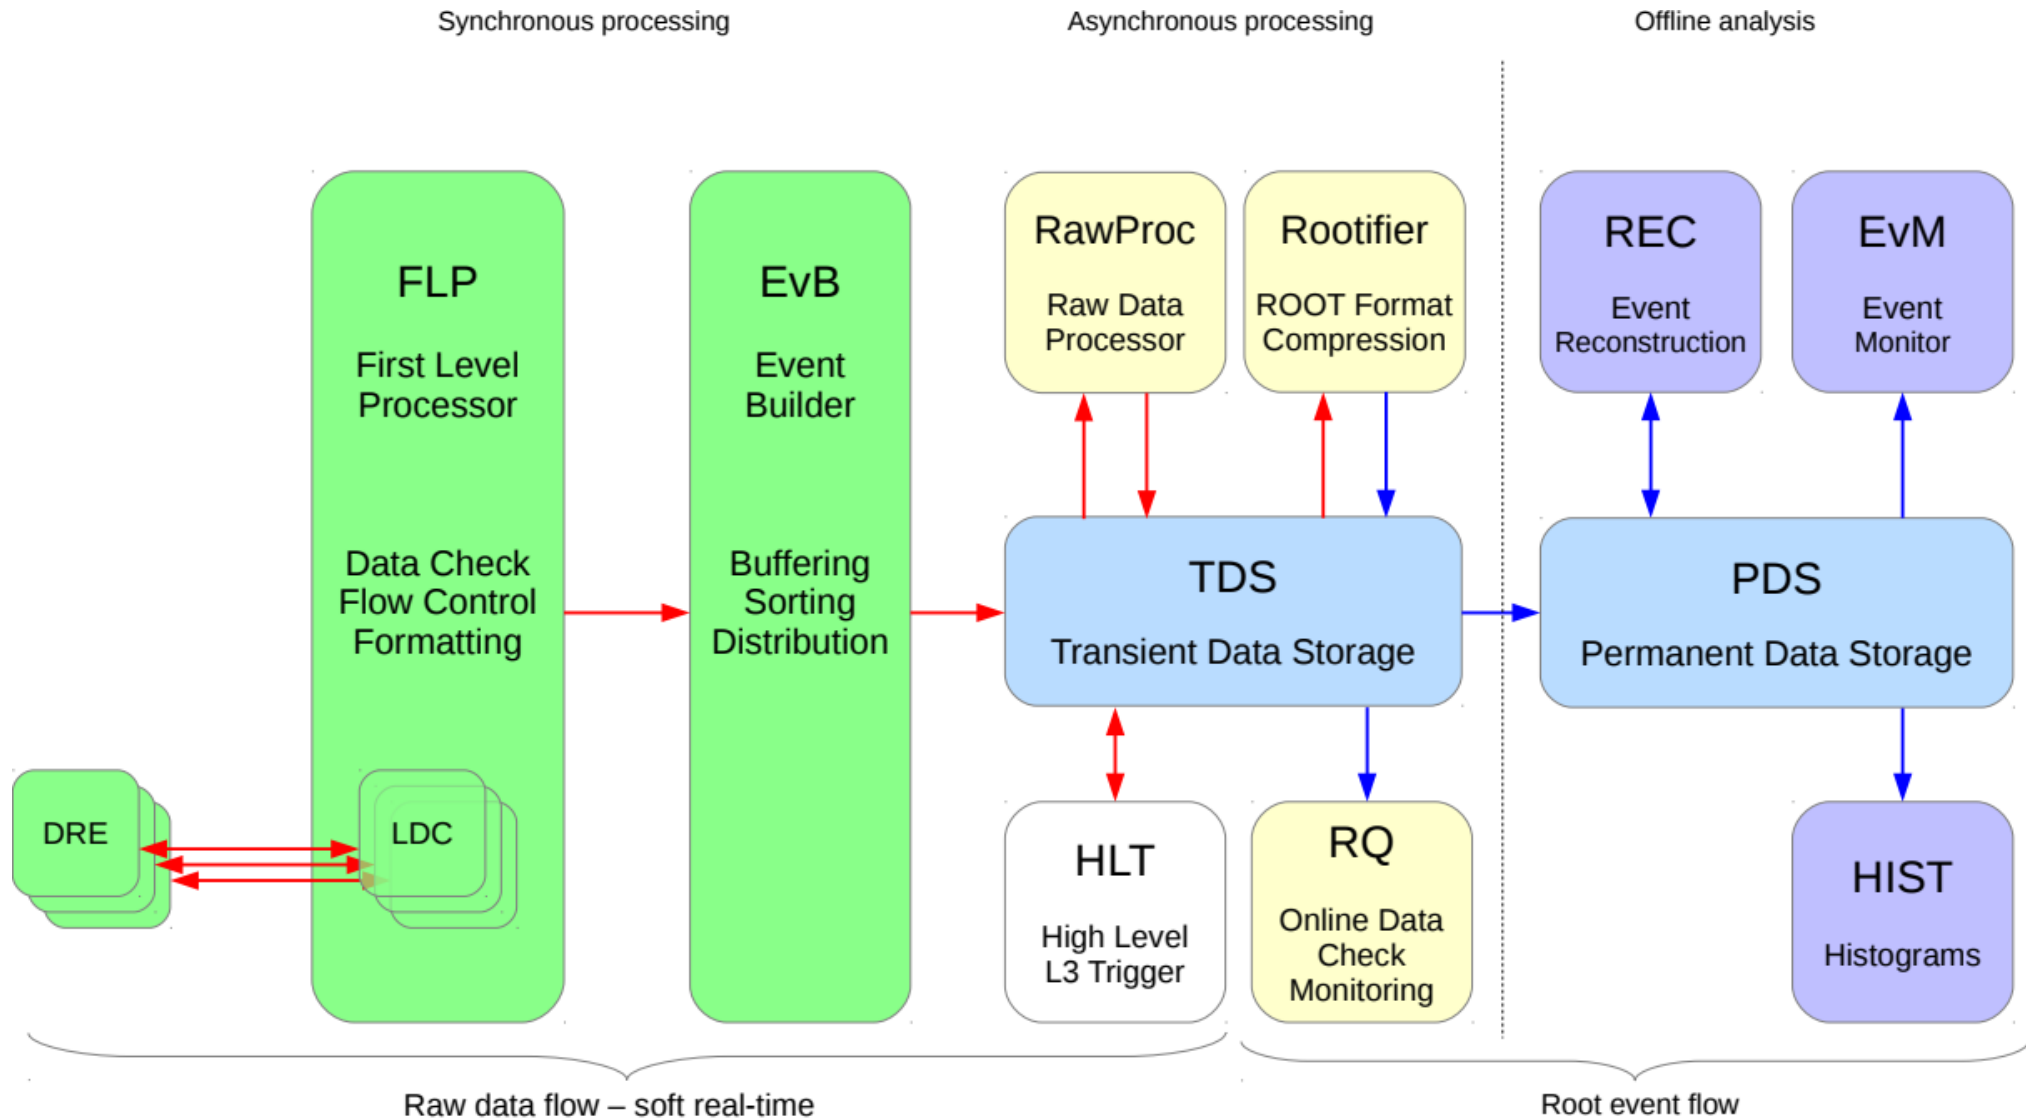 Synchronous processing
Asynchronous processing
Offline analysis
FLP
First Level
Processor
Data Check
Flow Control
Formatting
DRE
LDC
EvB
Event
Builder
Buffering
Sorting
Distribution
RawProc
Raw Data
Processor
Rootifier
ROOT Format
Compression
TDS
Transient Data Storage
HLT
High Level
L3 Trigger
RQ
Online Data
Check
Monitoring
REC
Event
Reconstruction
EvM
Event
Monitor
PDS
Permanent Data Storage
HIST
Histograms
Raw data flow – soft real-time
Root event flow